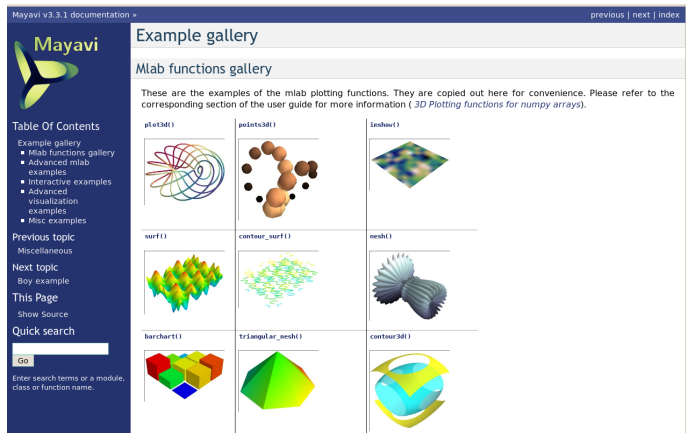 Mayavi v3.3.1 documentation »
previous | next | index
Mayavi
Table Of Contents
Example gallery
Mlab functions gallery
Advanced mlab
examples
Interactive examples
Advanced
visualization
examples
Misc examples
Previous topic
Miscellaneous
Next topic
Boy example
This Page
Show Source
Quick search
Go
Enter search terms or a module,
class or function name.
Example gallery
Mlab functions gallery
These are the examples of the mlab plotting functions. They are copied out here for convenience. Please refer to the
corresponding section of the user guide for more information ( 3D Plotting functions for numpy arrays).
plot3d()
points3d()
imshow()
surf()
contour_surf()
mesh()
barchart()
triangular_mesh()
contour3d()